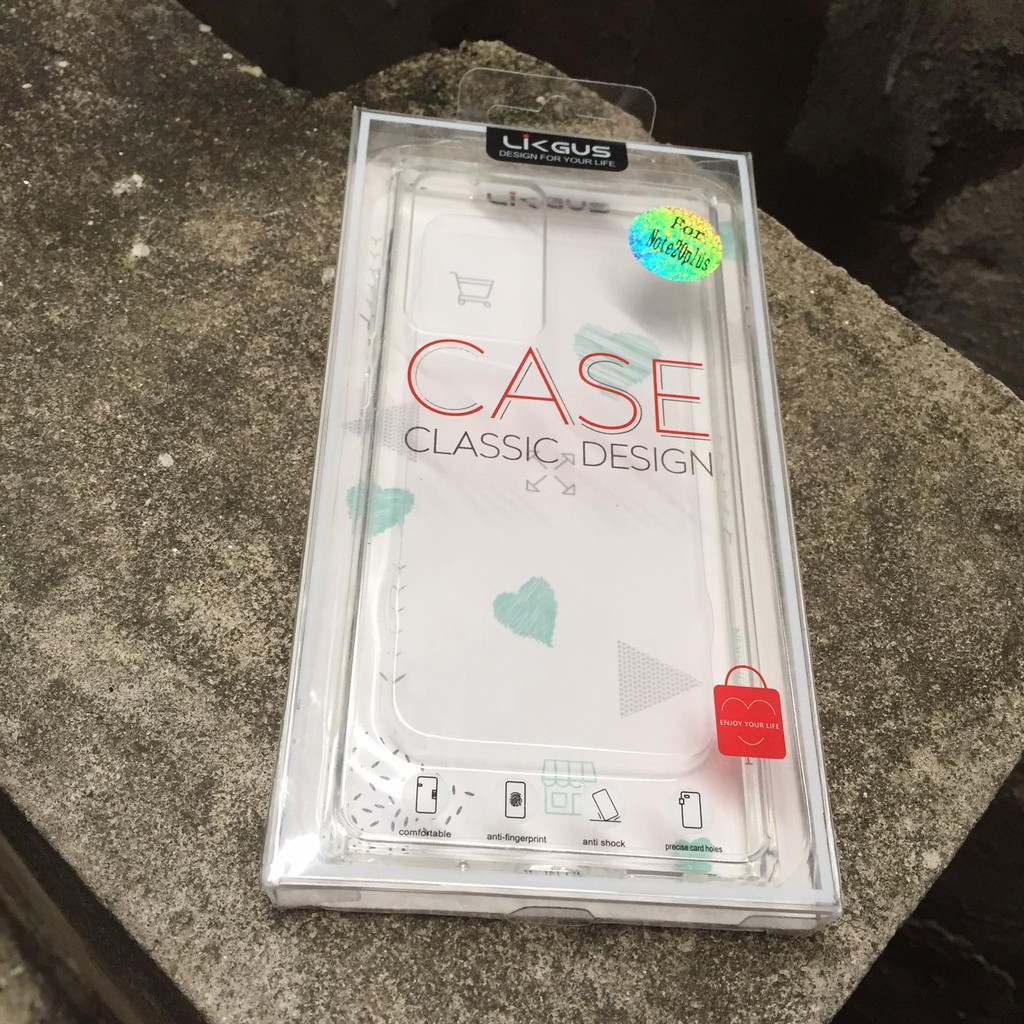 LIKGUS
DESIGN FOR YOUR LIFE
LIKGUS
For
Note20plus
CASE
CLASSIC DESIGN
ENJOY YOUR LIFE
comfortable
anti-fingerprint
anti shock
precise card holes